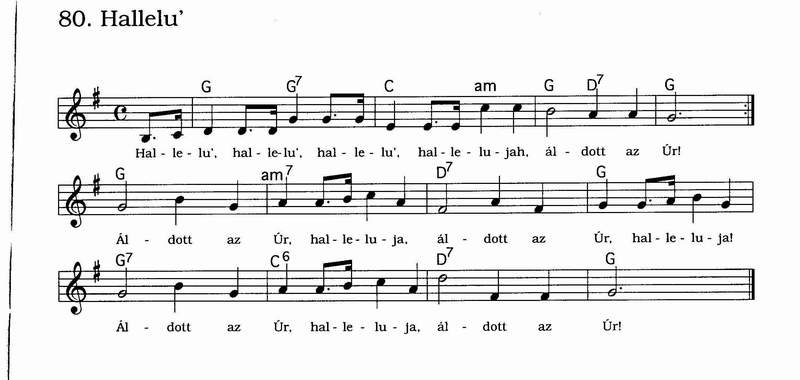 80. Hallelu’
G G7 C am G D7 G
Hal - le - lu’, hal - le-lu’, hal - le - lu’, hal - le - lu - jah, ál - dott az Úr!
G am7 D7 G
Ál - dott az Úr, hal - le - lu - ja, ál - dott az Úr, hal - le - lu - ja!
G7 C6 D7 G
Ál - dott az Úr, hal - le - lu - ja, ál - dott az Úr!